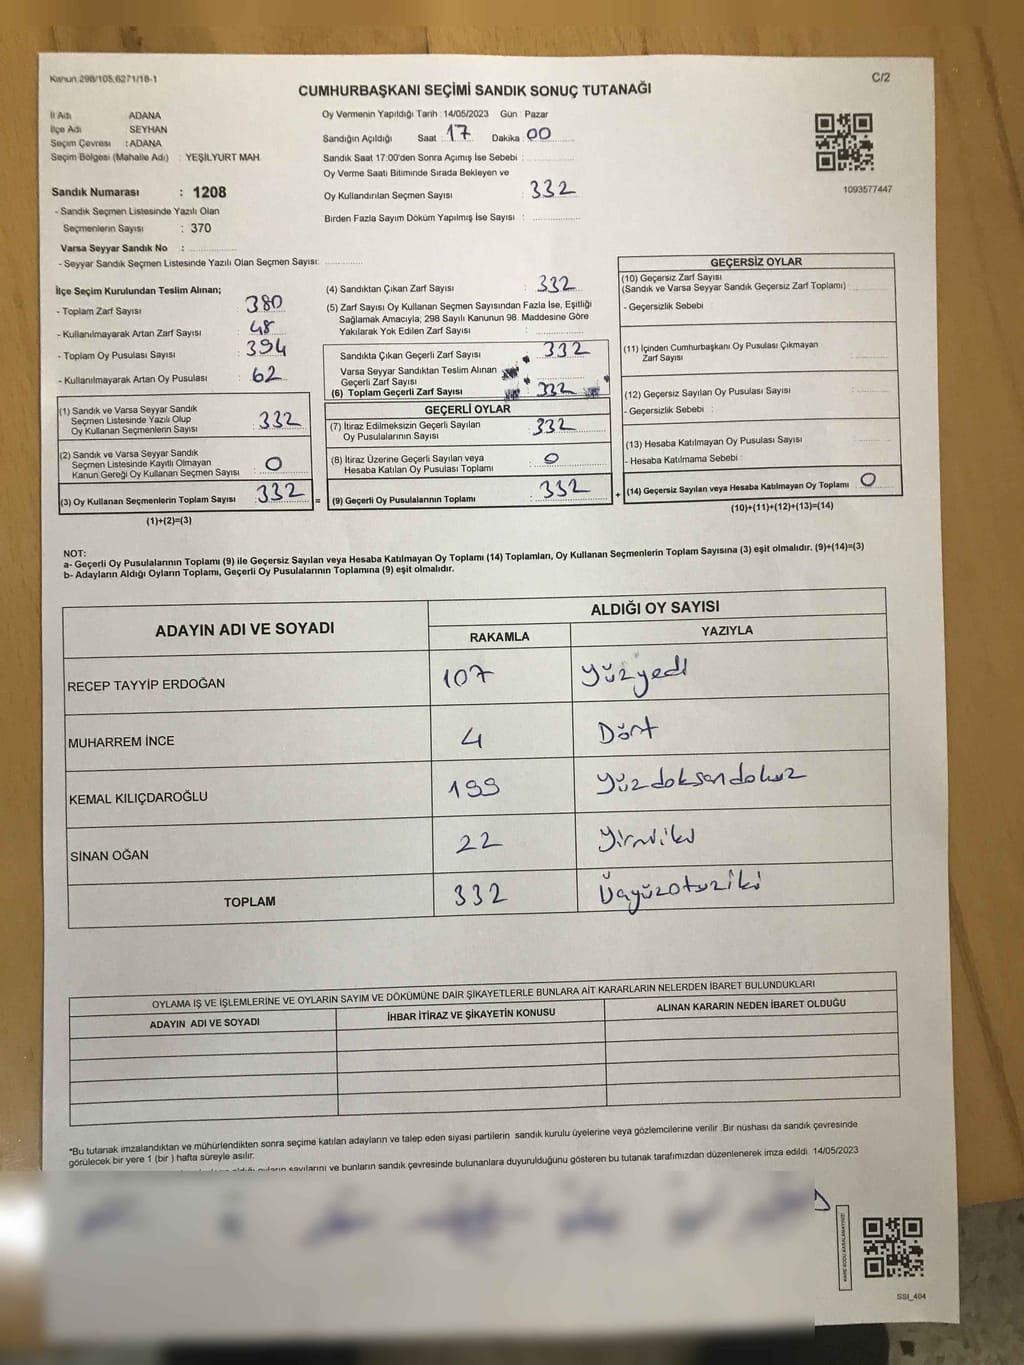 Kanun 298/105,6271/18-1
C/2
CUMHURBAŞKANI SEÇİMİ SANDIK SONUÇ TUTANAĞI
İl Adı ADANA
İlçe Adı SEYHAN
Seçim Çevresi : ADANA
Seçim Bölgesi (Mahalle Adı) : YEŞİLYURT MAH.
Sandık Numarası : 1208
- Sandık Seçmen Listesinde Yazılı Olan
Seçmenlerin Sayısı : 370
Varsa Seyyar Sandık No :
- Seyyar Sandık Seçmen Listesinde Yazılı Olan Seçmen Sayısı:
Oy Vermenin Yapıldığı Tarih : 14/05/2023 Gün : Pazar
Sandığın Açıldığı Saat 17 Dakika 00
Sandık Saat 17:00'den Sonra Açımış İse Sebebi :
Oy Verme Saati Bitiminde Sırada Bekleyen ve
Oy Kullandırılan Seçmen Sayısı : 332
Birden Fazla Sayım Döküm Yapılmış İse Sayısı :
1093577447
İlçe Seçim Kurulundan Teslim Alınan;
- Toplam Zarf Sayısı : 380
- Kullanılmayarak Artan Zarf Sayısı : 48
- Toplam Oy Pusulası Sayısı : 394
- Kullanılmayarak Artan Oy Pusulası : 62
(1) Sandık ve Varsa Seyyar Sandık
Seçmen Listesinde Yazılı Olup
Oy Kullanan Seçmenlerin Sayısı : 332
(2) Sandık ve Varsa Seyyar Sandık
Seçmen Listesinde Kayıtlı Olmayan
Kanun Gereği Oy Kullanan Seçmen Sayısı : 0
(3) Oy Kullanan Seçmenlerin Toplam Sayısı : 332 =
(1)+(2)=(3)
(4) Sandıktan Çıkan Zarf Sayısı : 332
(5) Zarf Sayısı Oy Kullanan Seçmen Sayısından Fazla İse, Eşitliği
Sağlamak Amacıyla; 298 Sayılı Kanunun 98. Maddesine Göre
Yakılarak Yok Edilen Zarf Sayısı :
Sandıkta Çıkan Geçerli Zarf Sayısı : 332
Varsa Seyyar Sandıktan Teslim Alınan
Geçerli Zarf Sayısı
(6) Toplam Geçerli Zarf Sayısı 332
GEÇERLİ OYLAR
(7) İtiraz Edilmeksizin Geçerli Sayılan
Oy Pusulalarının Sayısı : 332
(8) İtiraz Üzerine Geçerli Sayılan veya
Hesaba Katılan Oy Pusulası Toplamı : 0
(9) Geçerli Oy Pusulalarının Toplamı : 332 +
GEÇERSİZ OYLAR
(10) Geçersiz Zarf Sayısı
(Sandık ve Varsa Seyyar Sandık Geçersiz Zarf Toplamı) :
- Geçersizlik Sebebi :
(11) İçinden Cumhurbaşkanı Oy Pusulası Çıkmayan
Zarf Sayısı :
(12) Geçersiz Sayılan Oy Pusulası Sayısı :
- Geçersizlik Sebebi :
(13) Hesaba Katılmayan Oy Pusulası Sayısı :
- Hesaba Katılmama Sebebi :
(14) Geçersiz Sayılan veya Hesaba Katılmayan Oy Toplamı : 0
(10)+(11)+(12)+(13)=(14)
NOT:
a- Geçerli Oy Pusulalarının Toplamı (9) ile Geçersiz Sayılan veya Hesaba Katılmayan Oy Toplamı (14) Toplamları, Oy Kullanan Seçmenlerin Toplam Sayısına (3) eşit olmalıdır. (9)+(14)=(3)
b- Adayların Aldığı Oyların Toplamı, Geçerli Oy Pusulalarının Toplamına (9) eşit olmalıdır.
ADAYIN ADI VE SOYADI
ALDIĞI OY SAYISI
RAKAMLA YAZIYLA
RECEP TAYYİP ERDOĞAN 107 Yüzyedi
MUHARREM İNCE 4 Dört
KEMAL KILIÇDAROĞLU 199 Yüzdoksandokuz
SİNAN OĞAN 22 Yirmiiki
TOPLAM 332 Üçyüzotuziki
OYLAMA İŞ VE İŞLEMLERİNE VE OYLARIN SAYIM VE DÖKÜMÜNE DAİR ŞİKAYETLERLE BUNLARA AİT KARARLARIN NELERDEN İBARET BULUNDUKLARI
ADAYIN ADI VE SOYADI İHBAR İTİRAZ VE ŞİKAYETİN KONUSU ALINAN KARARIN NEDEN İBARET OLDUĞU
*Bu tutanak imzalandıktan ve mühürlendikten sonra seçime katılan adayların ve talep eden siyasi partilerin sandık kurulu üyelerine veya gözlemcilerine verilir .Bir nüshası da sandık çevresinde
görülecek bir yere 1 (bir ) hafta süreyle asılır.
sayılarını ve bunların sandık çevresinde bulunanlara duyurulduğunu gösteren bu tutanak tarafımızdan düzenlenerek imza edildi. 14/05/2023
KARE KODU KARALAMAYINIZ!
SSI_404